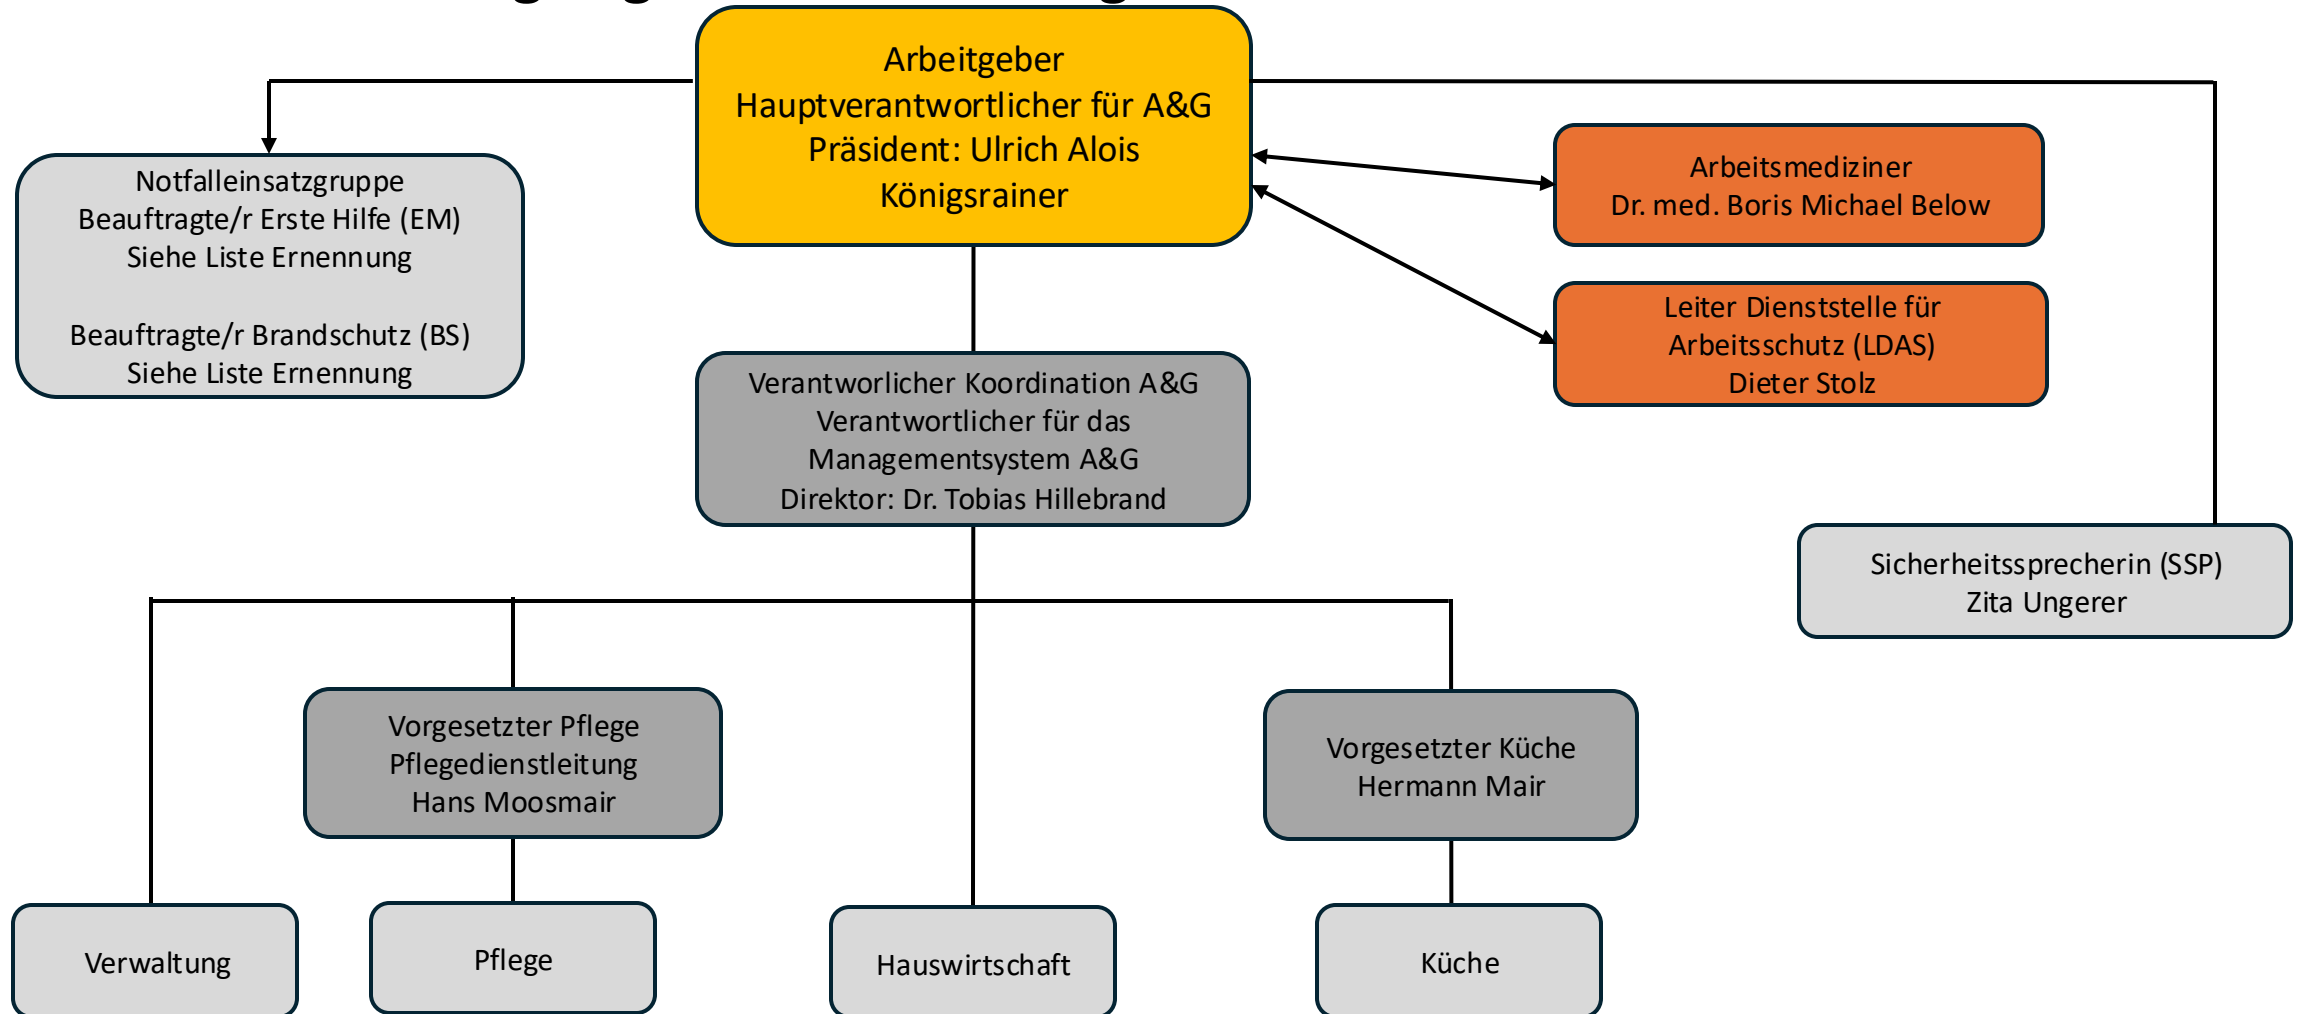 Arbeitgeber
Hauptverantwortlicher für A&G
Präsident: Ulrich Alois
Königsrainer
Notfalleinsatzgruppe
Beauftragte/r Erste Hilfe (EM)
Siehe Liste Ernennung
Beauftragte/r Brandschutz (BS)
Siehe Liste Ernennung
Arbeitsmediziner
Dr. med. Boris Michael Below
Leiter Dienststelle für
Arbeitsschutz (LDAS)
Dieter Stolz
Verantworlicher Koordination A&G
Verantwortlicher für das
Managementsystem A&G
Direktor: Dr. Tobias Hillebrand
Sicherheitssprecherin (SSP)
Zita Ungerer
Vorgesetzter Pflege
Pflegedienstleitung
Hans Moosmair
Vorgesetzter Küche
Hermann Mair
Verwaltung
Pflege
Hauswirtschaft
Küche